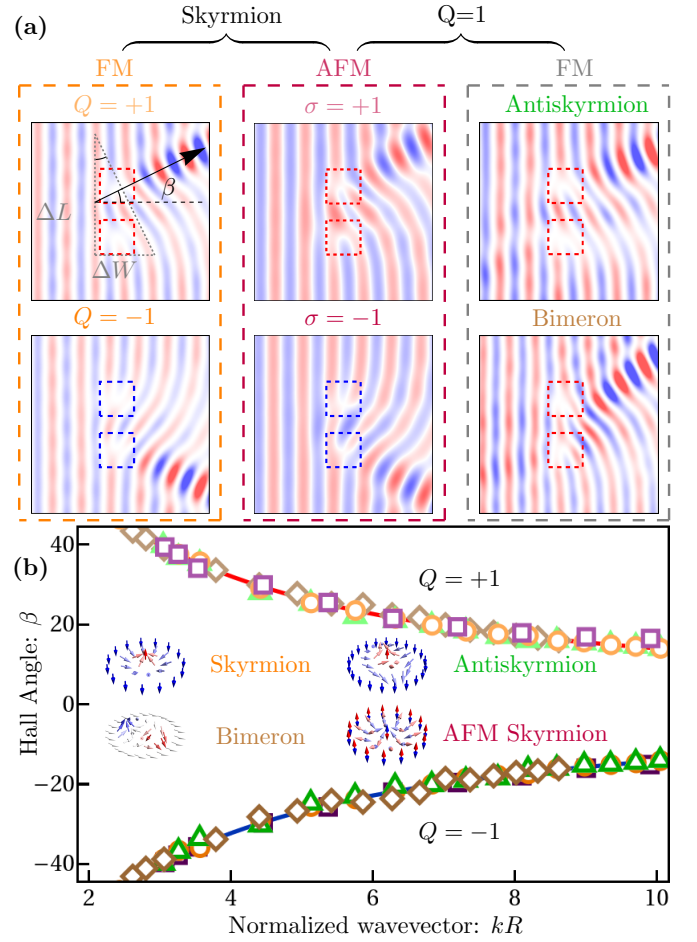 Skyrmion Q=1
(a)
FM AFM FM
Q = +1 σ = +1 Antiskyrmion
β
ΔL
ΔW
Q = −1 σ = −1 Bimeron
(b)
40
Q = +1
20
Skyrmion Antiskyrmion
0
Bimeron AFM Skyrmion
−20
Q = −1
−40
Hall Angle: β
2 4 6 8 10
Normalized wavevector: kR